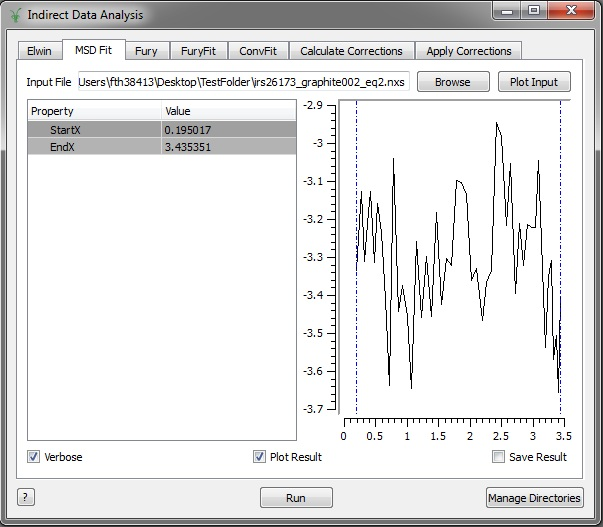 Indirect Data Analysis
Elwin MSD Fit Fury FuryFit ConvFit Calculate Corrections Apply Corrections
Input File Users\fth38413\Desktop\TestFolder\irs26173_graphite002_eq2.nxs Browse Plot Input
Property Value
StartX 0.195017
EndX 3.435351
-2.9
-3
-3.1
-3.2
-3.3
-3.4
-3.5
-3.6
-3.7
0 0.5 1 1.5 2 2.5 3 3.5
Verbose Plot Result Save Result
? Run Manage Directories